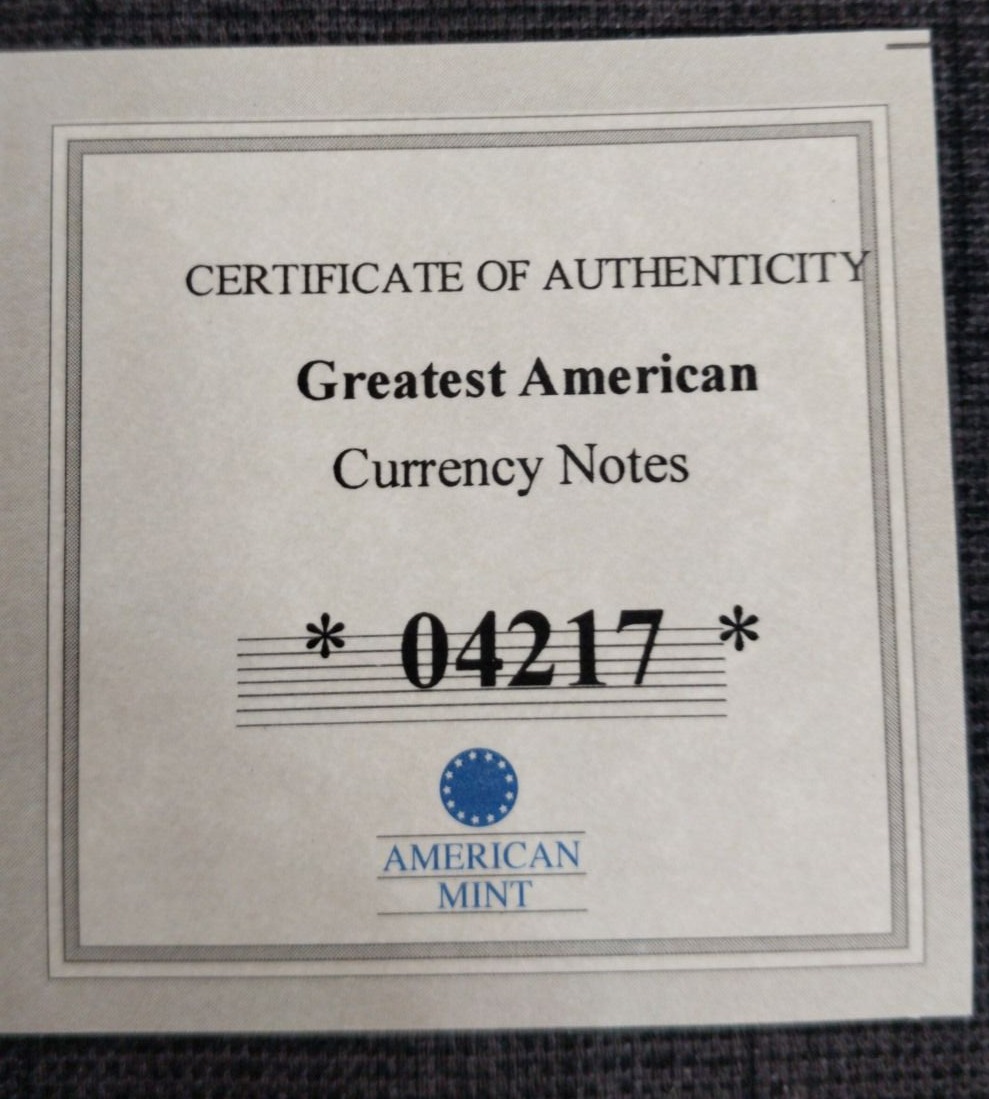 CERTIFICATE OF AUTHENTICITY
Greatest American
Currency Notes
* 04217 *
AMERICAN
MINT